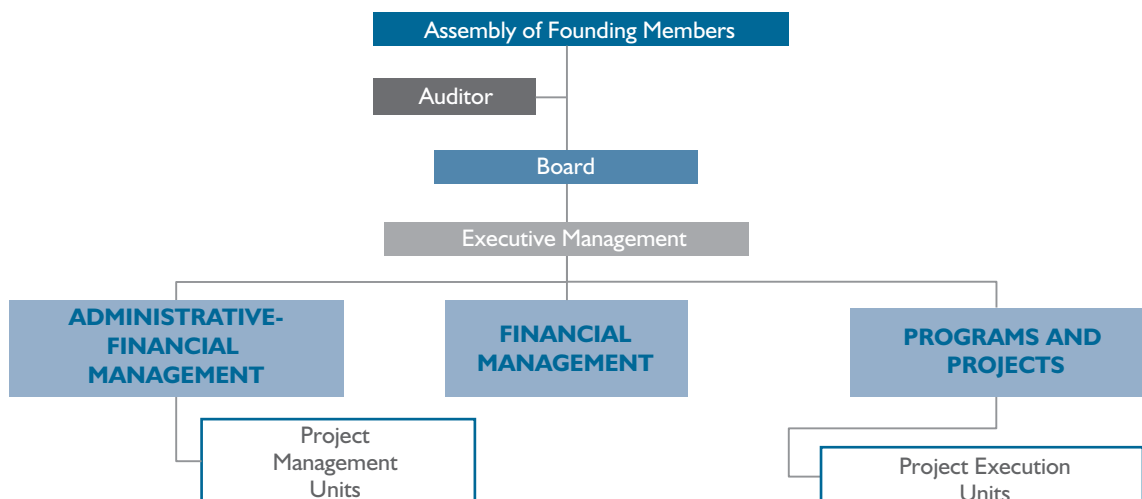 Assembly of Founding Members
Auditor
Board
Executive Management
ADMINISTRATIVE-
FINANCIAL
MANAGEMENT
FINANCIAL
MANAGEMENT
PROGRAMS AND
PROJECTS
Project
Management
Units
Project Execution
Units